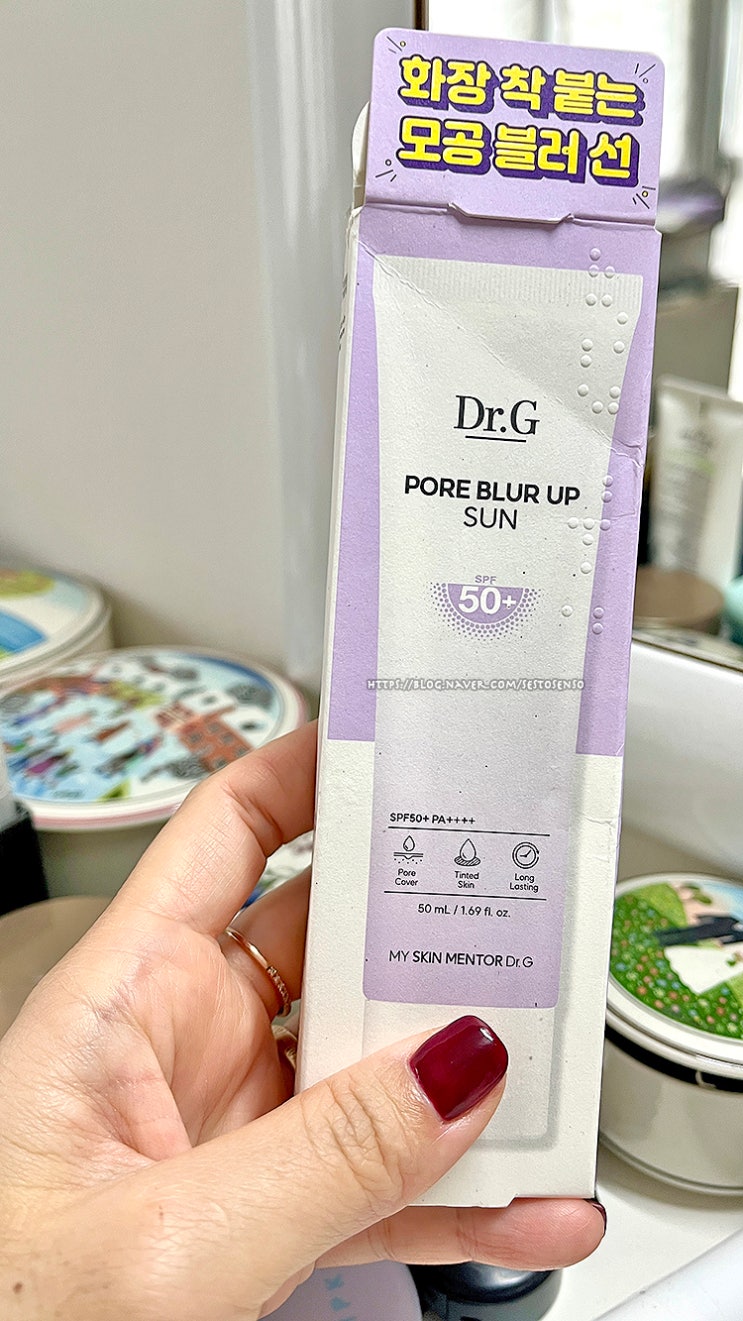 화장 착 붙는
모공 블러 선
Dr.G
PORE BLUR UP
SUN
SPF
50+
HTTPS://BLOG.NAVER.COM/SESTOSENSO
SPF50+ PA++++
Pore Cover
Tinted Skin
Long Lasting
50 mL / 1.69 fl. oz.
MY SKIN MENTOR Dr.G